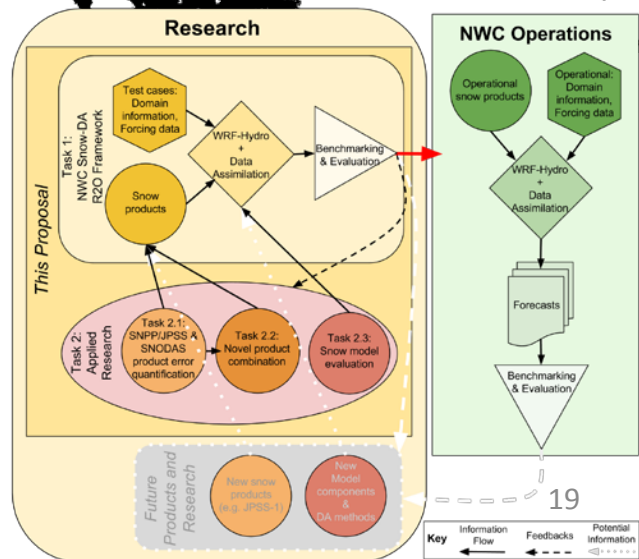 Research
This Proposal
Task 1:
NWC Snow-DA
R2O Framework
Test cases:
Domain
information,
Forcing data
Snow
products
WRF-Hydro
+
Data
Assimilation
Benchmarking
& Evaluation
Task 2:
Applied
Research
Task 2.1:
SNPP/JPSS &
SNODAS
product error
quantification
Task 2.2:
Novel product
combination
Task 2.3:
Snow model
evaluation
Future
Products and
Research
New snow
products
(e.g. JPSS-1)
New
Model
components
&
DA methods
NWC Operations
Operational
snow products
Operational:
Domain
information,
Forcing data
WRF-Hydro
+
Data
Assimilation
Forecasts
Benchmarking
& Evaluation
19
Key
Information
Flow
Feedbacks
Potential
Information